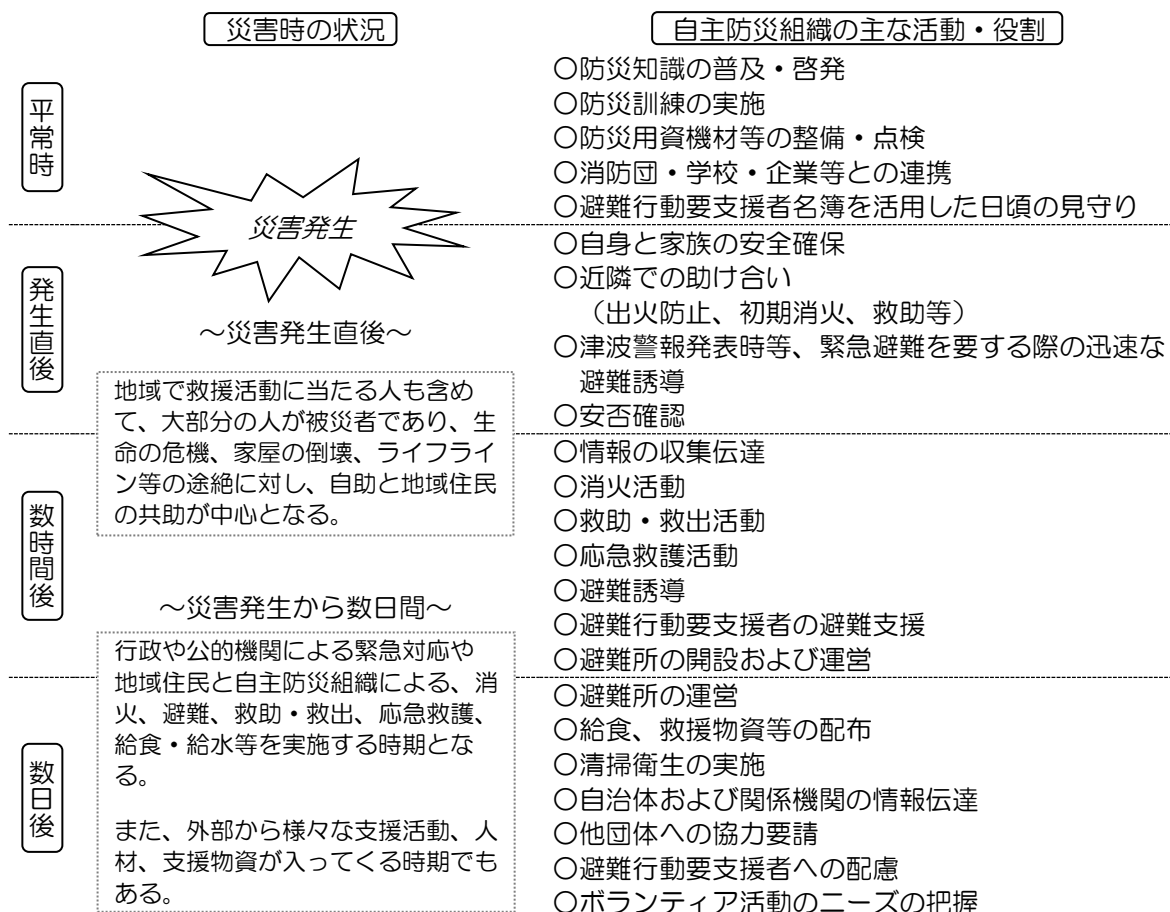 災害時の状況
自主防災組織の主な活動・役割
平常時
〇防災知識の普及・啓発
〇防災訓練の実施
〇防災用資機材等の整備・点検
〇消防団・学校・企業等との連携
〇避難行動要支援者名簿を活用した日頃の見守り
災害発生
発生直後
～災害発生直後～
〇自身と家族の安全確保
〇近隣での助け合い
（出火防止、初期消火、救助等）
〇津波警報発表時等、緊急避難を要する際の迅速な
避難誘導
〇安否確認
地域で救援活動に当たる人も含め
て、大部分の人が被災者であり、生
命の危機、家屋の倒壊、ライフライ
ン等の途絶に対し、自助と地域住民
の共助が中心となる。
数時間後
〇情報の収集伝達
〇消火活動
〇救助・救出活動
〇応急救護活動
〇避難誘導
〇避難行動要支援者の避難支援
〇避難所の開設および運営
～災害発生から数日間～
行政や公的機関による緊急対応や
地域住民と自主防災組織による、消
火、避難、救助・救出、応急救護、
給食・給水等を実施する時期とな
る。
また、外部から様々な支援活動、人
材、支援物資が入ってくる時期でも
ある。
数日後
〇避難所の運営
〇給食、救援物資等の配布
〇清掃衛生の実施
〇自治体および関係機関の情報伝達
〇他団体への協力要請
〇避難行動要支援者への配慮
〇ボランティア活動のニーズの把握